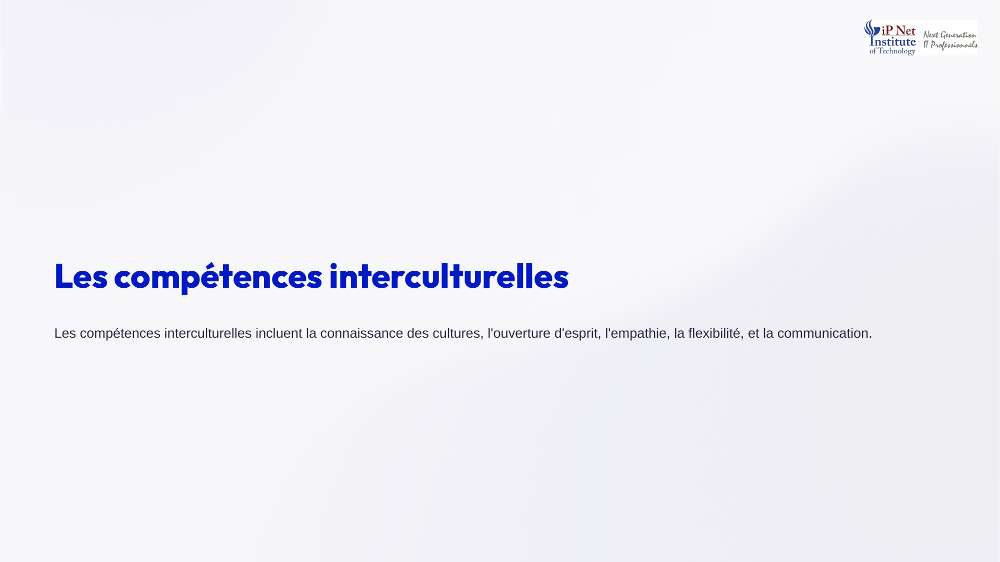 iP Net
Institute
of Technology
Next Generation
IT Professionnels
Les compétences interculturelles
Les compétences interculturelles incluent la connaissance des cultures, l'ouverture d'esprit, l'empathie, la flexibilité, et la communication.